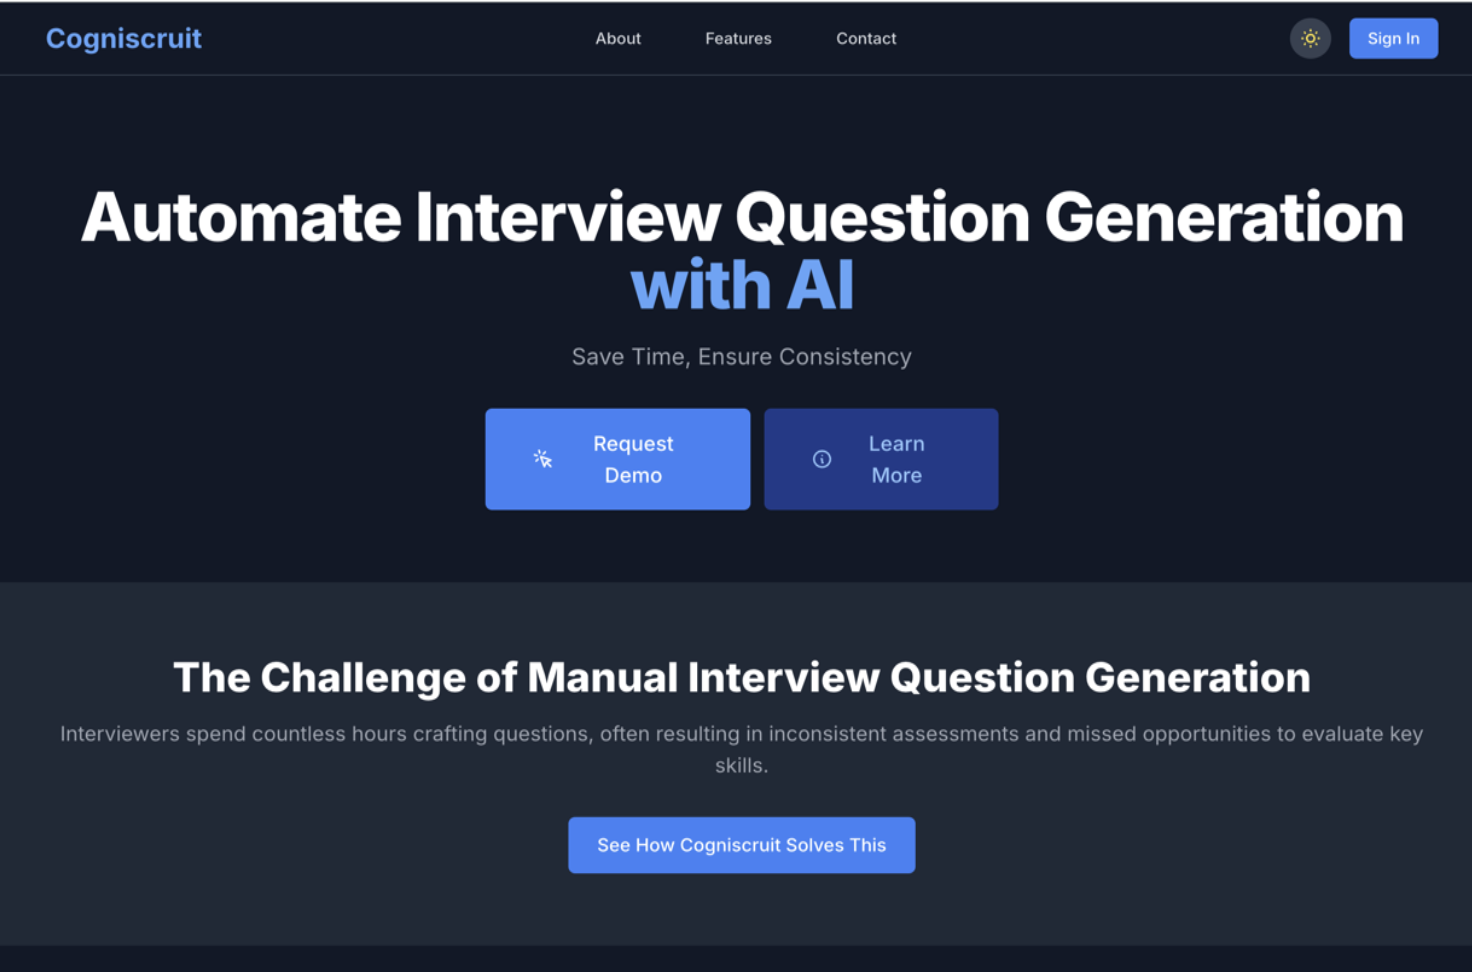 Cogniscruit
About
Features
Contact
Sign In
Automate Interview Question Generation
with AI
Save Time, Ensure Consistency
Request
Demo
Learn
More
The Challenge of Manual Interview Question Generation
Interviewers spend countless hours crafting questions, often resulting in inconsistent assessments and missed opportunities to evaluate key
skills.
See How Cogniscruit Solves This